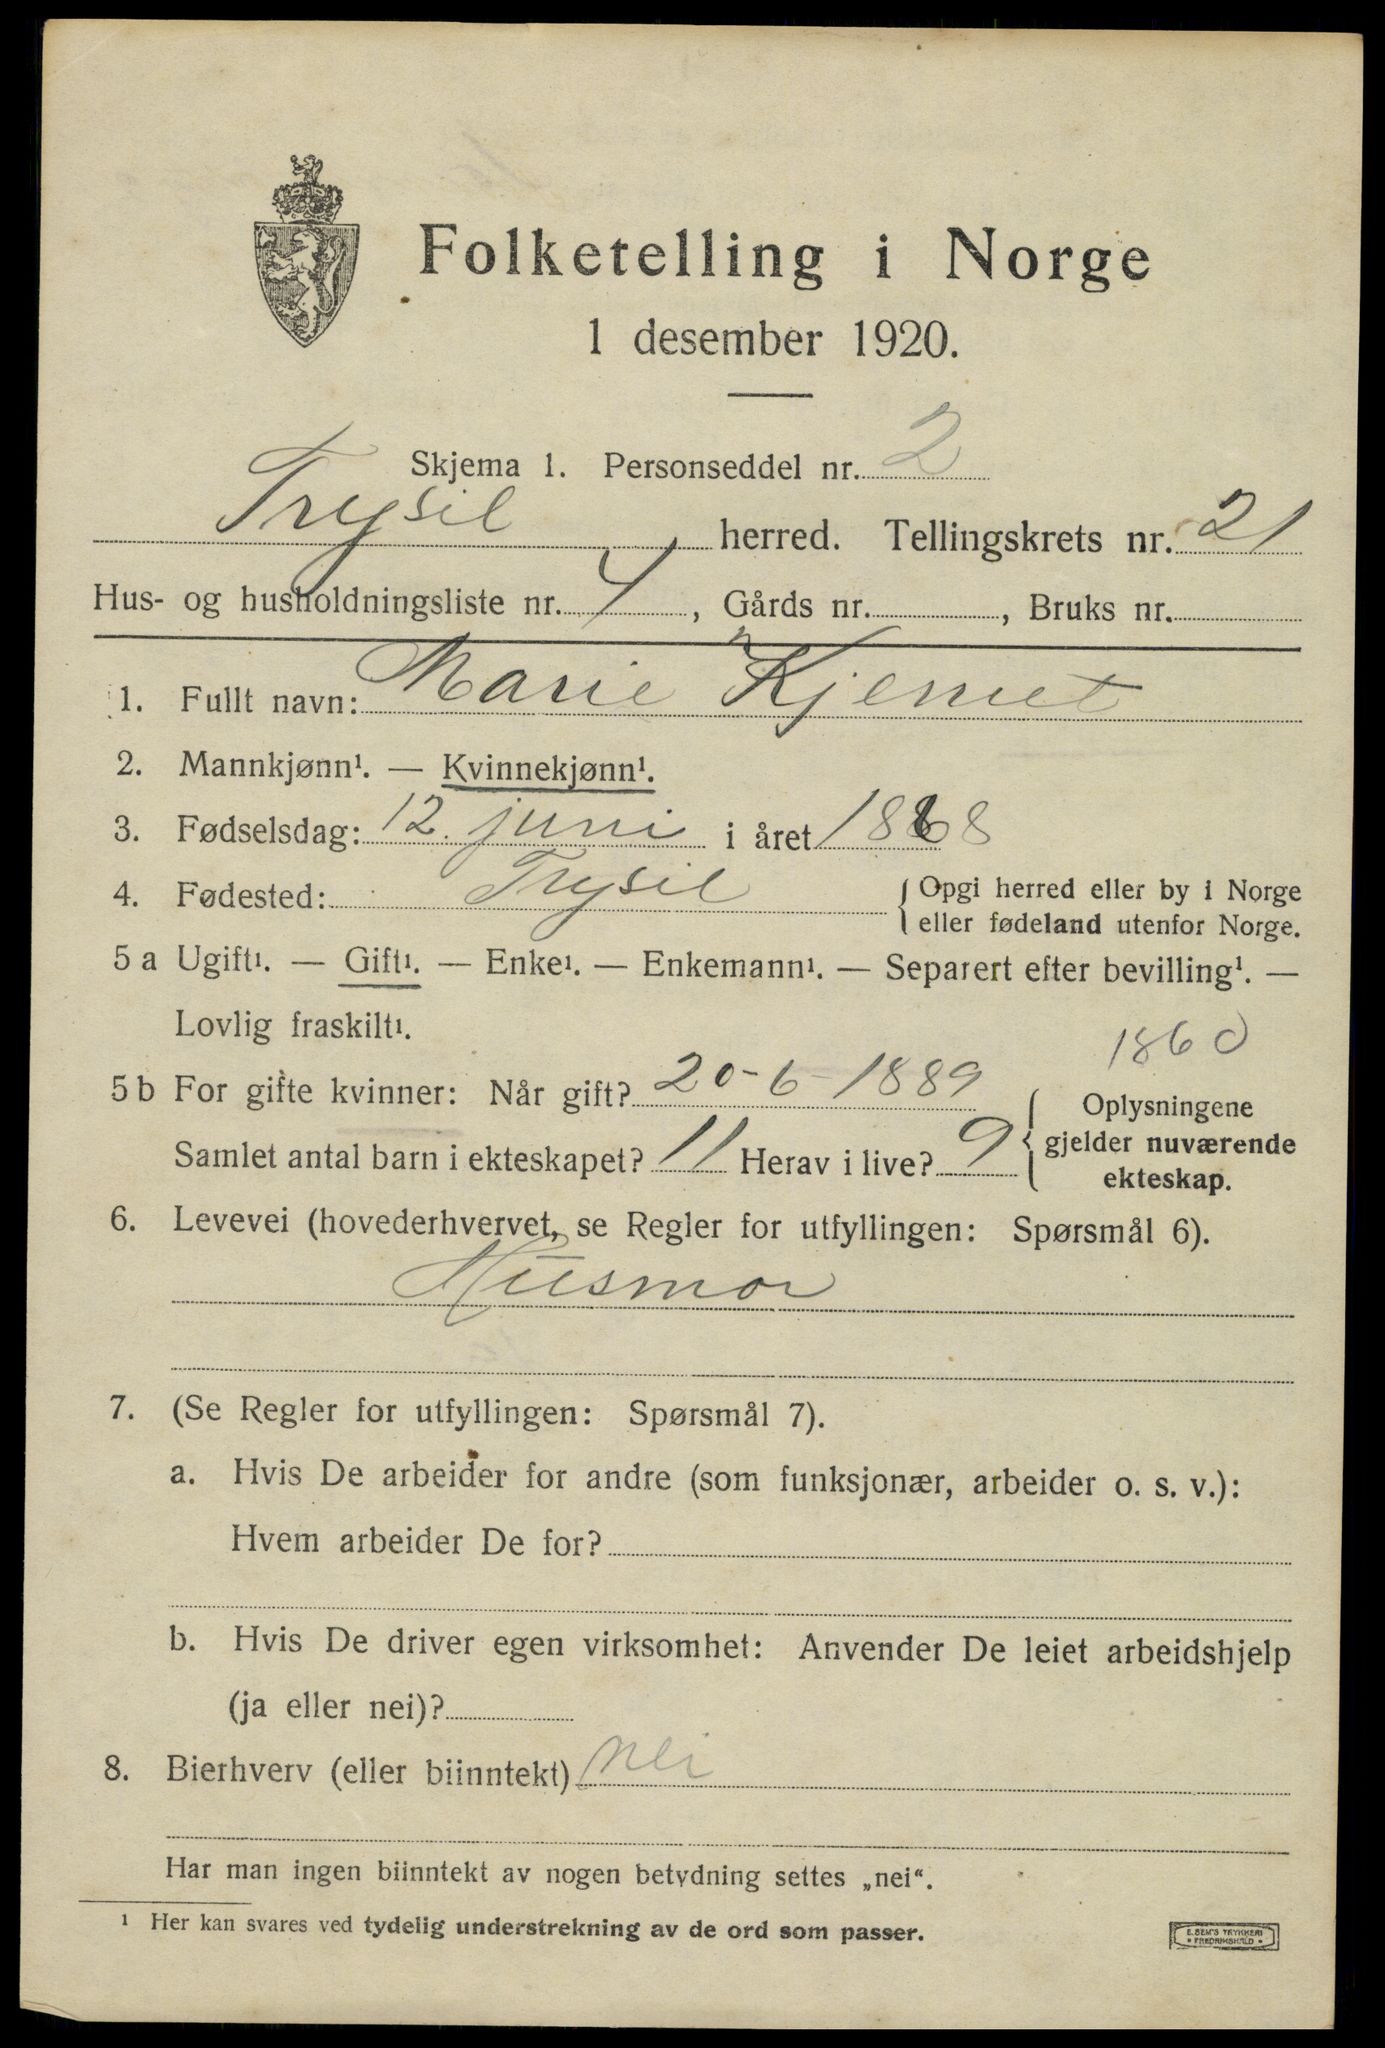 Folketelling i Norge
1 desember 1920.
Skjema 1. Personseddel nr. 2
Trysil herred. Tellingskrets nr. 21
Hus- og husholdningsliste nr. 4, Gårds nr. , Bruks nr.
1. Fullt navn: Marie Kjernet
2. Mannkjønn¹. — Kvinnekjønn¹.
3. Fødselsdag: 12. juni i året 1868
4. Fødested: Trysil { Opgi herred eller by i Norge
eller fødeland utenfor Norge.
5 a Ugift¹. — Gift¹. — Enke¹. — Enkemann¹. — Separert efter bevilling¹. —
Lovlig fraskilt¹.
1860
5 b For gifte kvinner: Når gift? 20-6-1889
Samlet antal barn i ekteskapet? 11 Herav i live? 9
{ Oplysningene
gjelder nuværende
ekteskap.
6. Levevei (hovederhvervet, se Regler for utfyllingen: Spørsmål 6).
Husmor
7. (Se Regler for utfyllingen: Spørsmål 7).
a. Hvis De arbeider for andre (som funksjonær, arbeider o. s. v.):
Hvem arbeider De for?
b. Hvis De driver egen virksomhet: Anvender De leiet arbeidshjelp
(ja eller nei)?
8. Bierhverv (eller biinntekt) nei
Har man ingen biinntekt av nogen betydning settes „nei“.
¹ Her kan svares ved tydelig understrekning av de ord som passer.
E. SEM'S TRYKKERI
FREDRIKSHALD